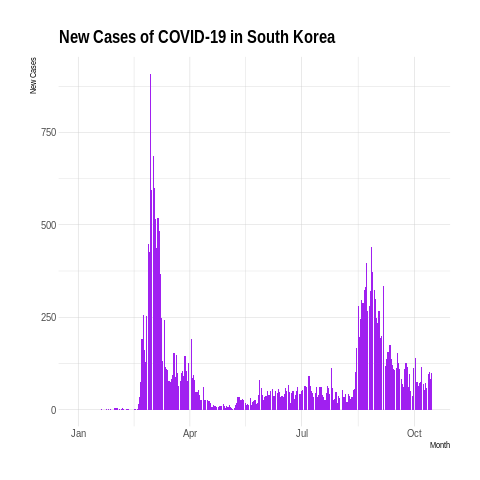 New Cases of COVID-19 in South Korea
New Cases
750
500
250
0
Jan Apr Jul Oct
Month